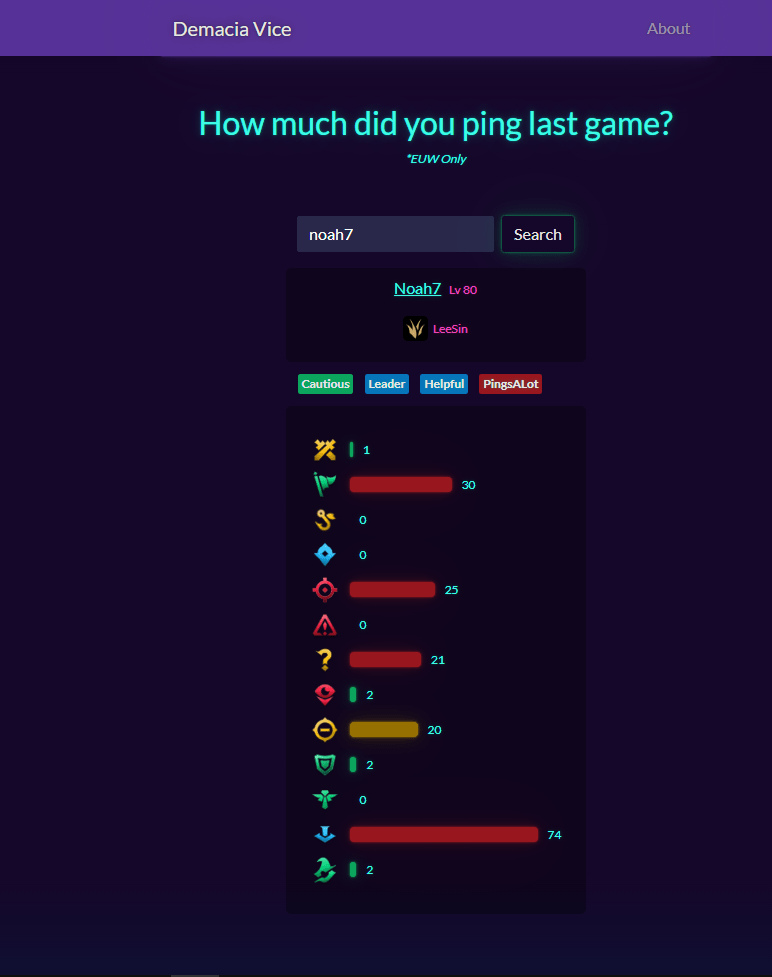 Demacia Vice About
How much did you ping last game?
*EUW Only
noah7 Search
Noah7 Lv 80
LeeSin
Cautious Leader Helpful PingsALot
1
30
0
0
25
0
21
2
20
2
0
74
2